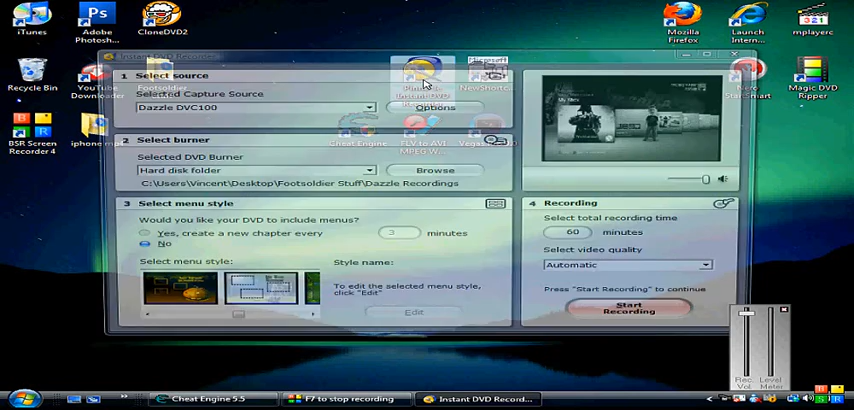 iTunes
Adobe
Photosh...
CloneDVD2
Mozilla
Firefox
Launch
Intern...
mplayerc
Instant DVD Recorder
Recycle Bin
YouTube
Downloader
Footsoldier
NewShortc...
Nero
StartSmart
Magic DVD
Ripper
BSR Screen
Recorder 4
iphone mp4
Cheat Engine
FLV to AVI
MPEG W...
1 Select source
Selected Capture Source
Dazzle DVC100
Options
2 Select burner
Selected DVD Burner
Hard disk folder
Browse
C:\Users\Vincent\Desktop\Footsoldier Stuff\Dazzle Recordings
3 Select menu style
Would you like your DVD to include menus?
Yes, create a new chapter every
3
minutes
No
Select menu style:
Style name:
To edit the selected menu style,
click "Edit"
Edit
4 Recording
Select total recording time
60 minutes
Select video quality
Automatic
Press "Start Recording" to continue
Start
Recording
Rec.
Vol
Level
Meter
Cheat Engine 5.5
F7 to stop recording
Instant DVD Record...